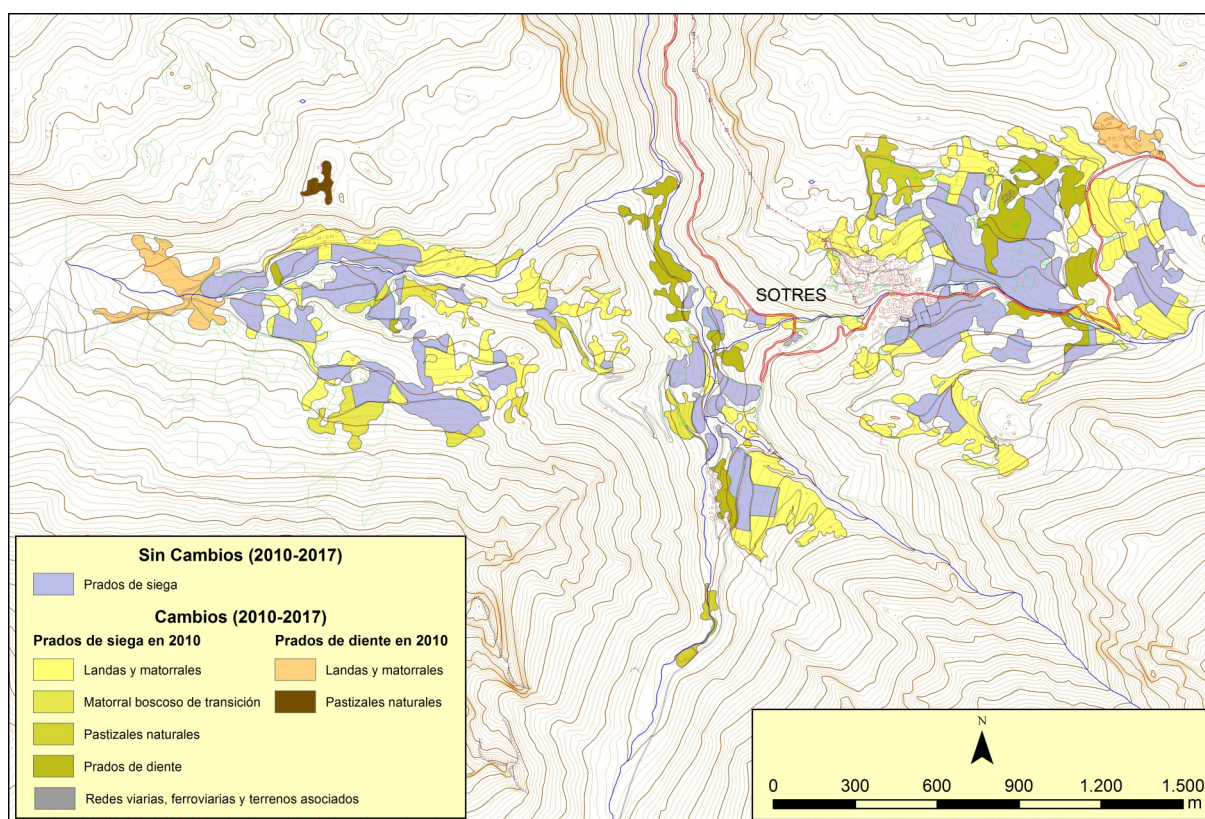 SOTRES
Sin Cambios (2010-2017)
Prados de siega
Cambios (2010-2017)
Prados de siega en 2010
Landas y matorrales
Matorral boscoso de transición
Pastizales naturales
Prados de diente
Redes viarias, ferroviarias y terrenos asociados
Prados de diente en 2010
Landas y matorrales
Pastizales naturales
N
0 300 600 900 1.200 1.500
m